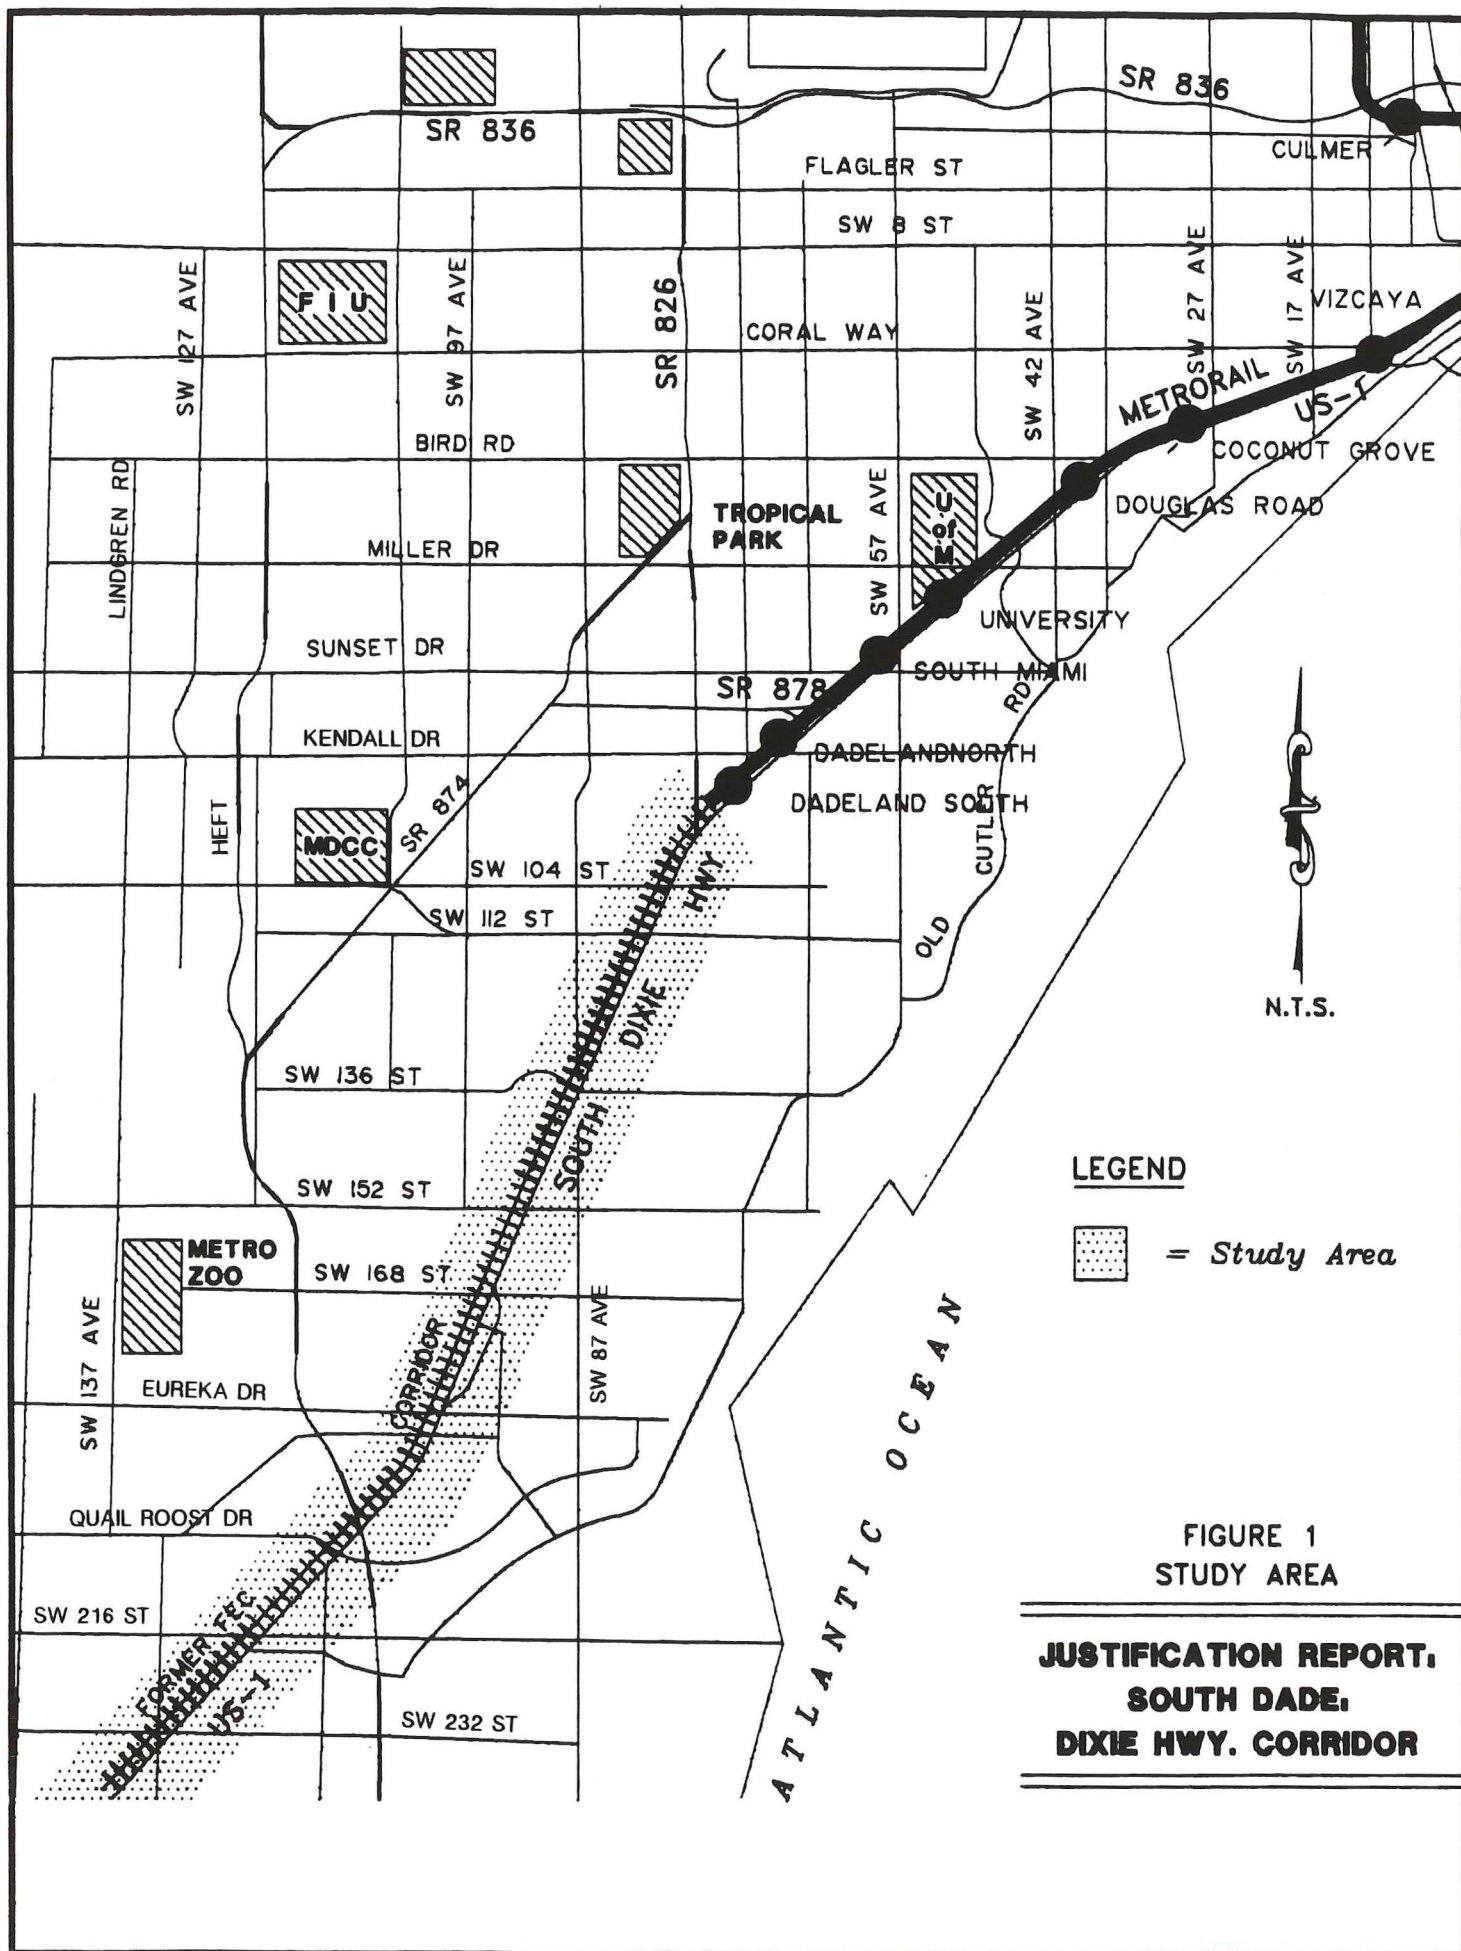 SR 836
SR 836
CULMER
FLAGLER ST
SW 8 ST
SW 127 AVE
F I U
SW 97 AVE
SR 826
CORAL WAY
SW 42 AVE
SW 27 AVE
SW 17 AVE
VIZCAYA
METRORAIL
US-1
BIRD RD
COCONUT GROVE
LINDGREN RD
TROPICAL
PARK
SW 57 AVE
U
of
M
DOUGLAS ROAD
MILLER DR
UNIVERSITY
SUNSET DR
SOUTH MIAMI
SR 878
KENDALL DR
DADELANDNORTH
DADELAND SOUTH
HEFT
MDCC
SR 874
OLD CUTLER RD
SW 104 ST
SW 112 ST
SOUTH DIXIE HWY
N.T.S.
SW 136 ST
SW 152 ST
LEGEND
= Study Area
METRO
ZOO
SW 168 ST
SW 137 AVE
SW 87 AVE
EUREKA DR
FORMER FEC CORRIDOR
US-1
QUAIL ROOST DR
SW 216 ST
SW 232 ST
ATLANTIC OCEAN
FIGURE 1
STUDY AREA
JUSTIFICATION REPORT:
SOUTH DADE:
DIXIE HWY. CORRIDOR